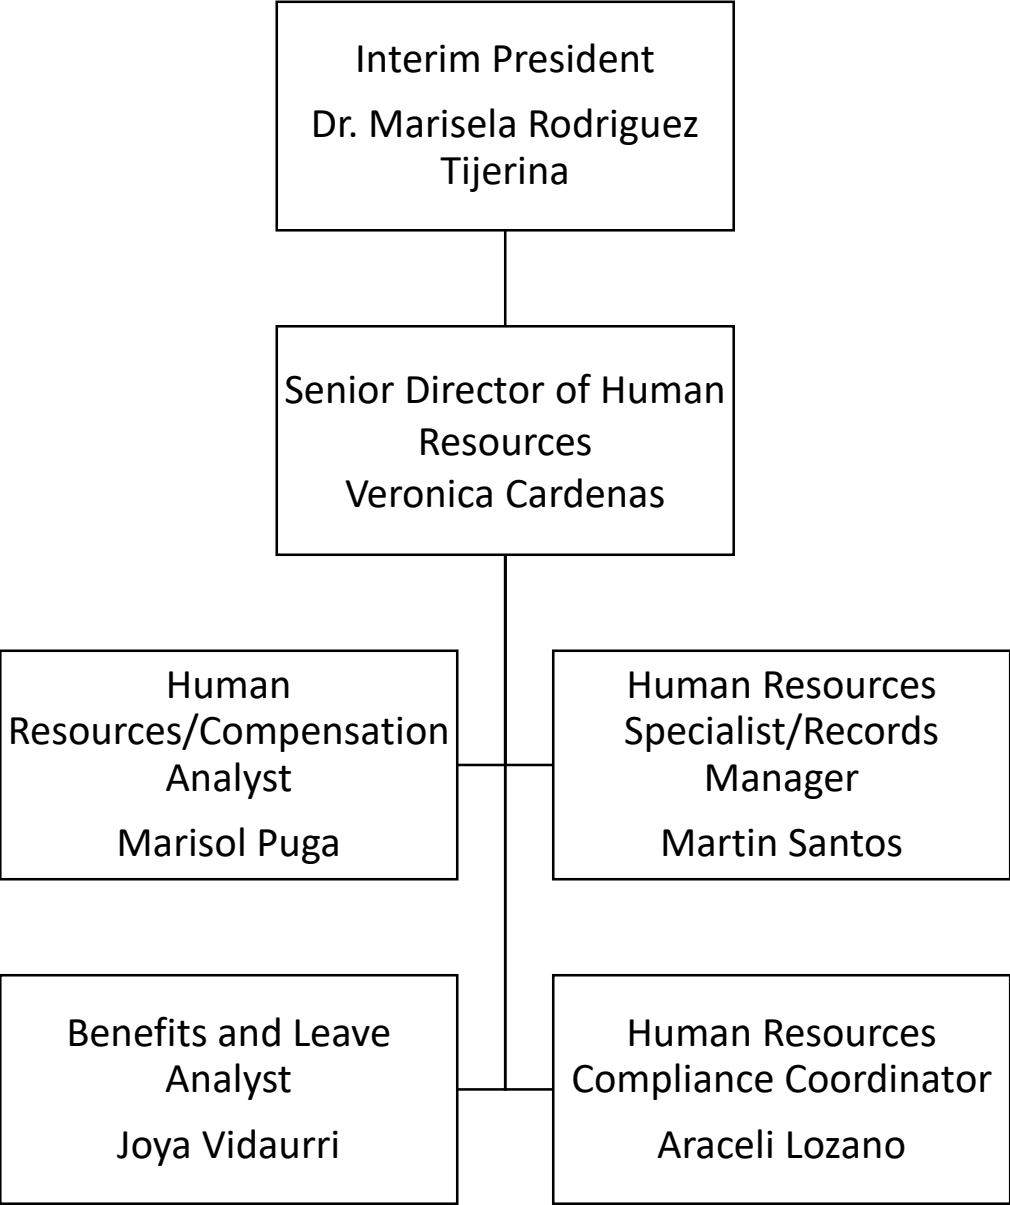 Interim President
Dr. Marisela Rodriguez
Tijerina
Senior Director of Human
Resources
Veronica Cardenas
Human
Resources/Compensation
Analyst
Marisol Puga
Human Resources
Specialist/Records
Manager
Martin Santos
Benefits and Leave
Analyst
Joya Vidaurri
Human Resources
Compliance Coordinator
Araceli Lozano